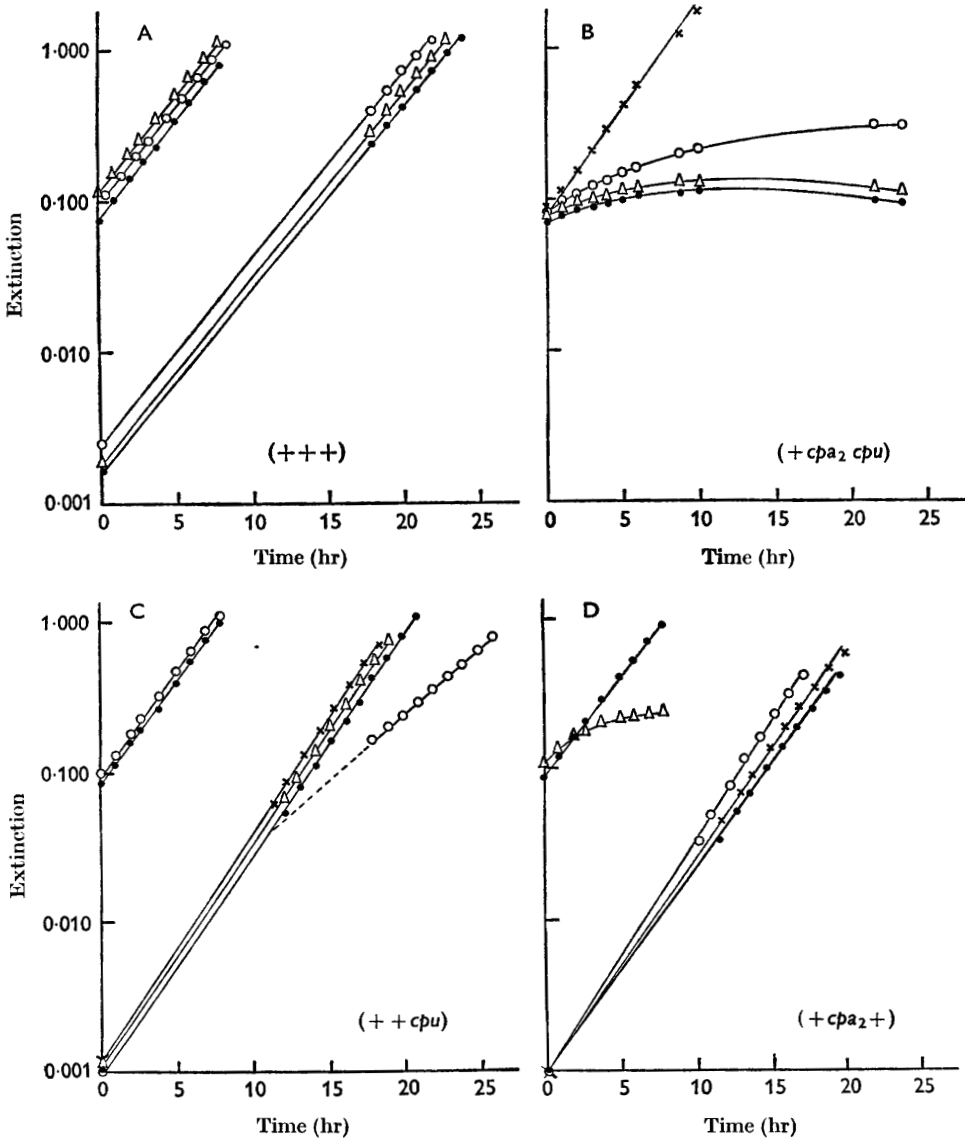 A
B
1·000
0·100
0·010
0·001
Extinction
(+++)
(+cpa₂ cpu)
0 5 10 15 20 25
0 5 10 15 20 25
Time (hr)
Time (hr)
C
D
1·000
0·100
0·010
0·001
Extinction
(++cpu)
(+cpa₂+)
0 5 10 15 20 25
0 5 10 15 20 25
Time (hr)
Time (hr)